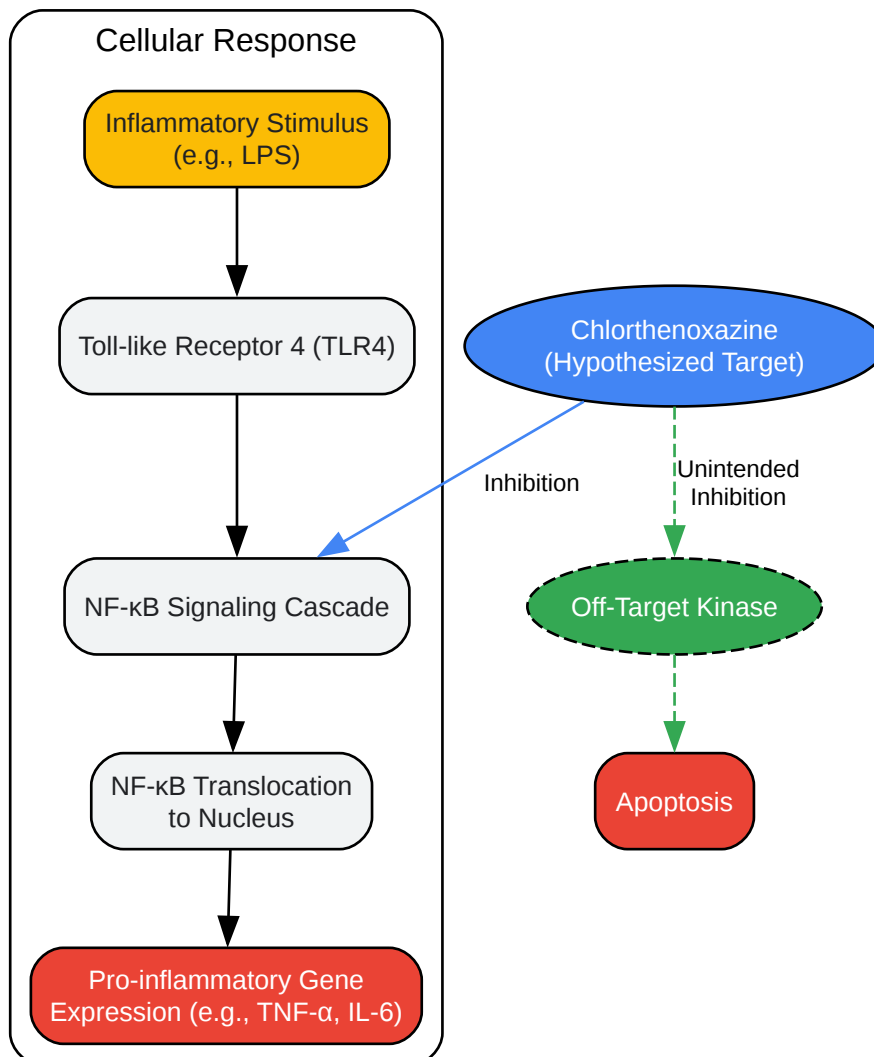 Cellular Response
Inflammatory Stimulus
(e.g., LPS)
Toll-like Receptor 4 (TLR4)
Chlorthenoxazine
(Hypothesized Target)
Inhibition
Unintended
Inhibition
NF-κB Signaling Cascade
Off-Target Kinase
NF-κB Translocation
to Nucleus
Apoptosis
Pro-inflammatory Gene
Expression (e.g., TNF-α, IL-6)